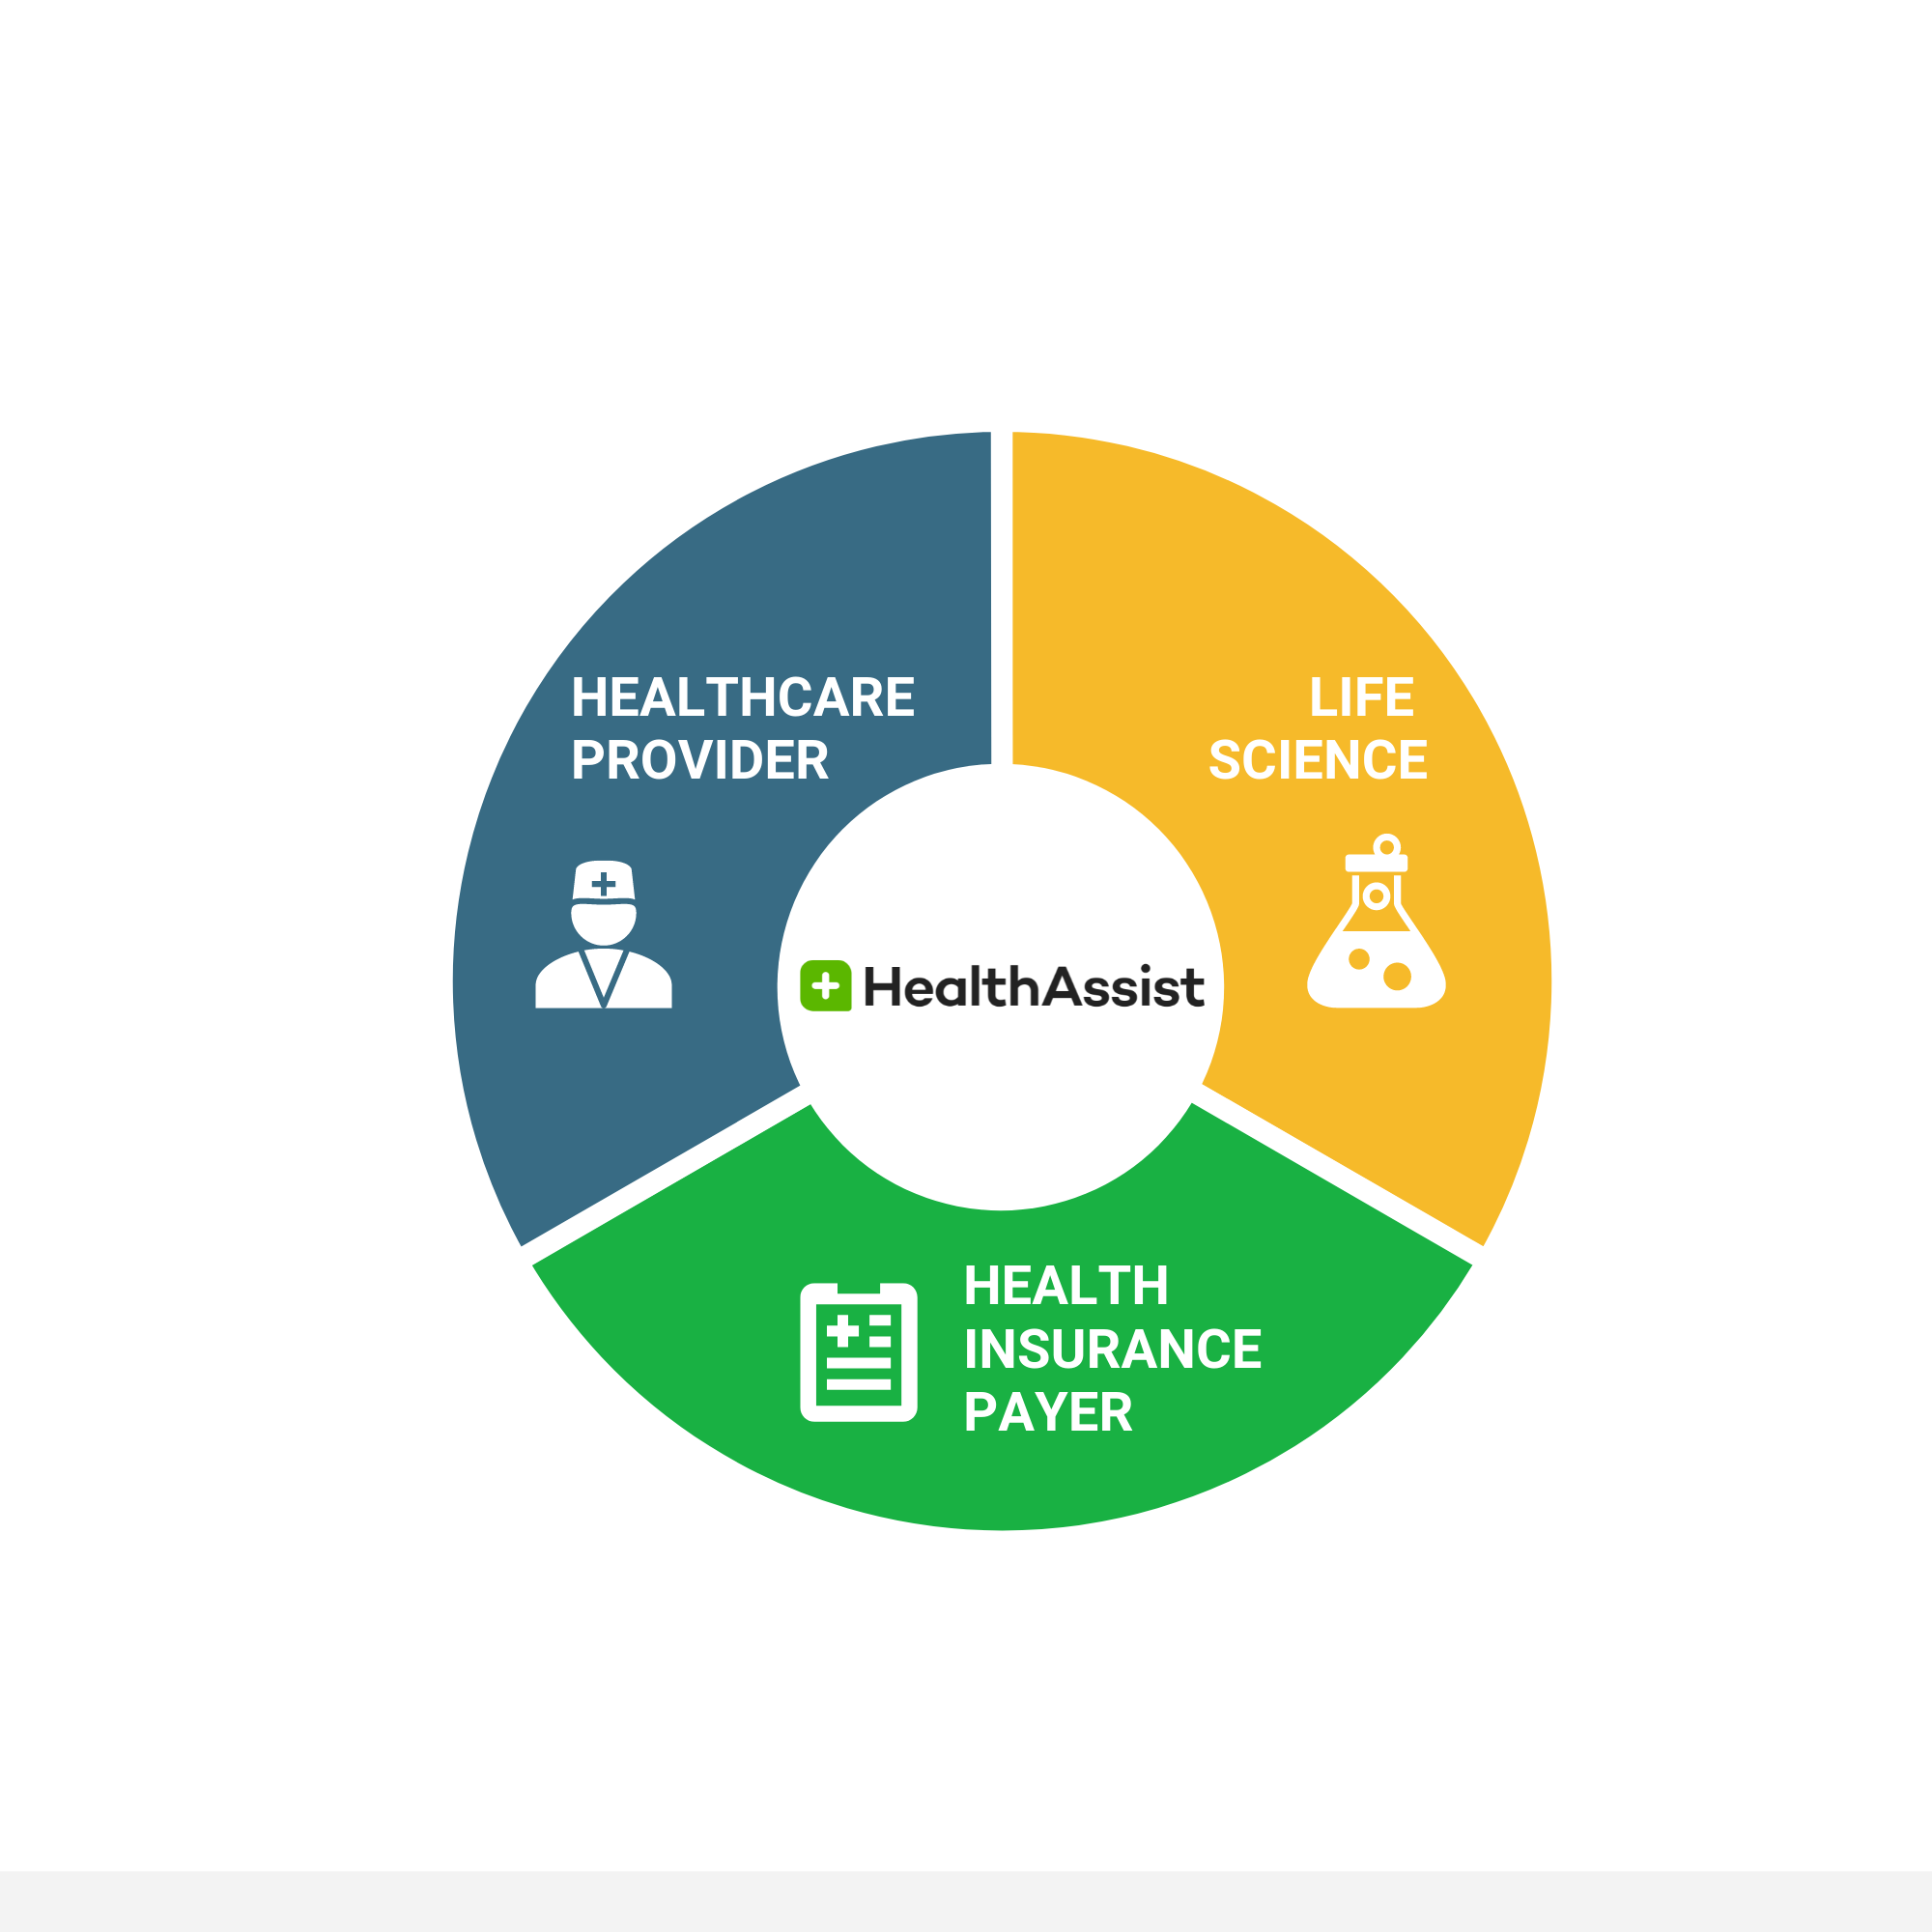 HEALTHCARE
PROVIDER
LIFE
SCIENCE
HealthAssist
HEALTH
INSURANCE
PAYER